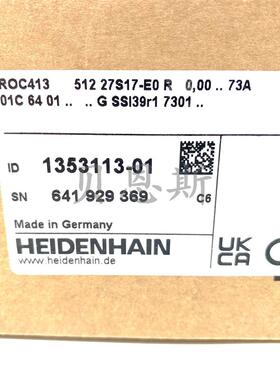 ROC413 512 27S17-E0 R 0,00 .. 73A
01C 64 01 .. .. G SSI39r1 7301 ..
ID 1353113-01
贝恩斯
SN 641 929 369 C6
Made in Germany
HEIDENHAIN
www.heidenhain.de
UK
CA